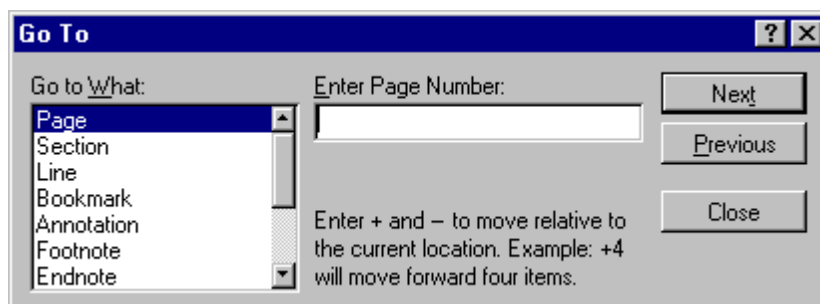 Go To
Go to What:
Page
Section
Line
Bookmark
Annotation
Footnote
Endnote
Enter Page Number:
Enter + and – to move relative to
the current location. Example: +4
will move forward four items.
Next
Previous
Close